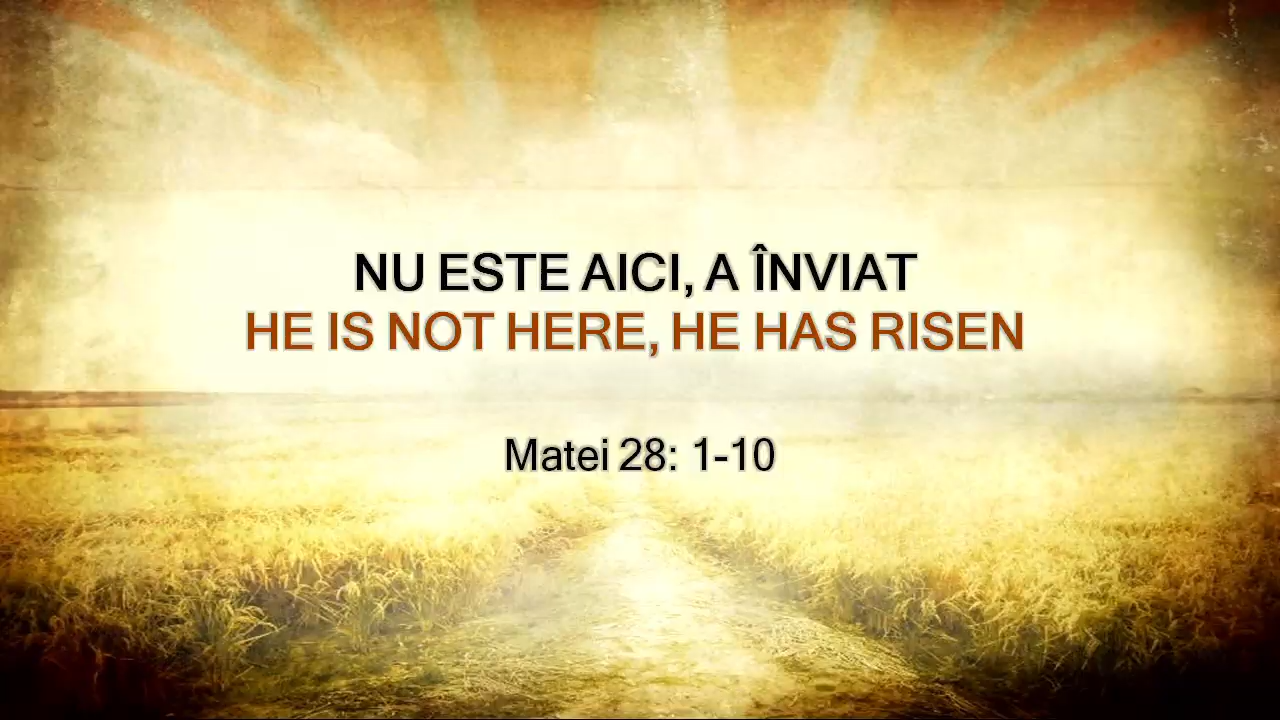 NU ESTE AICI, A ÎNVIAT
HE IS NOT HERE, HE HAS RISEN
Matei 28: 1-10